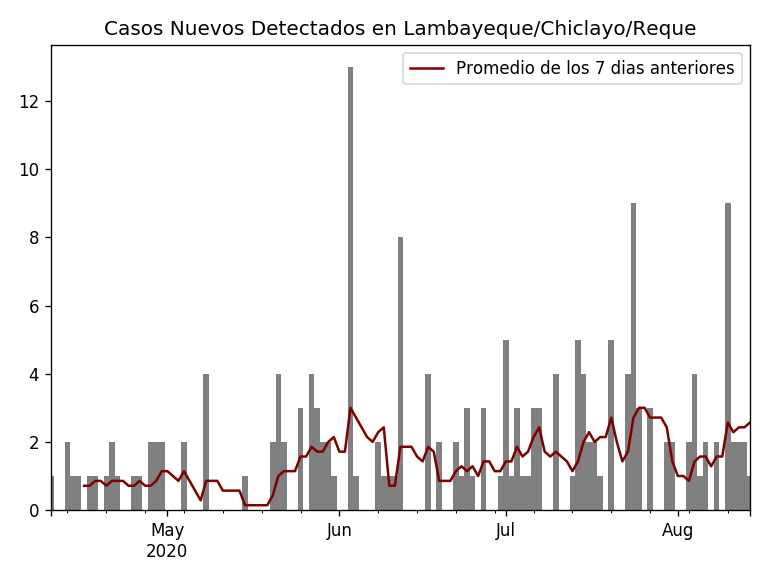 Casos Nuevos Detectados en Lambayeque/Chiclayo/Reque
Promedio de los 7 dias anteriores
12
10
8
6
4
2
0
May
2020
Jun
Jul
Aug